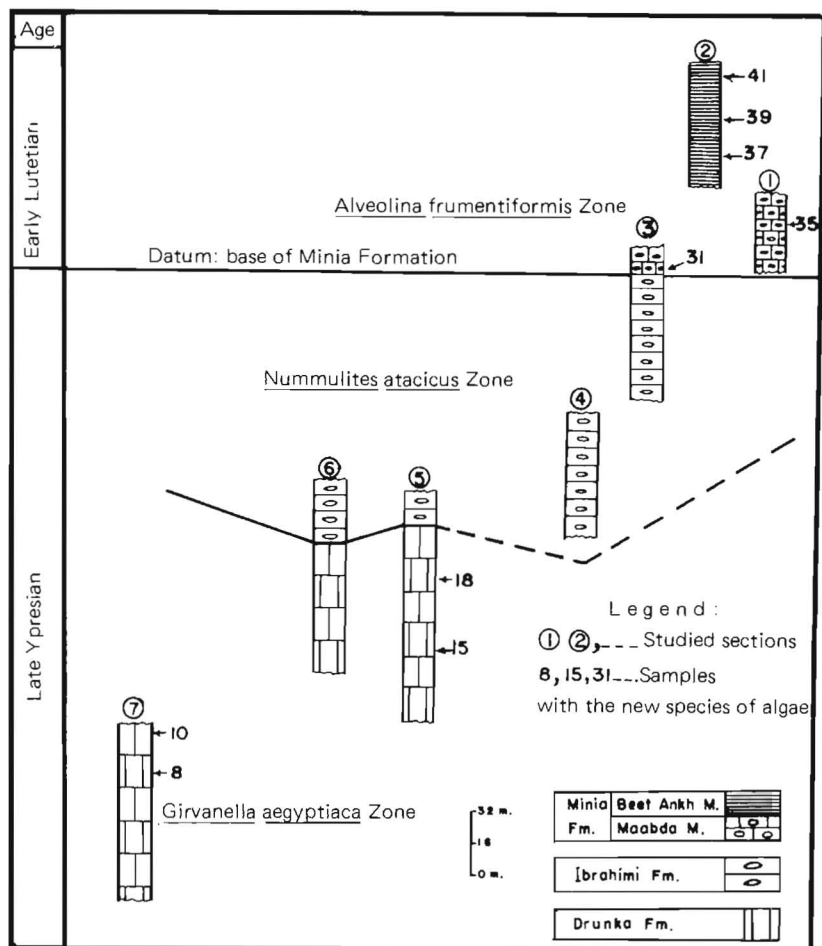 Age
Early Lutetian
Late Ypresian
②
41
39
37
①
35
Alveolina frumentiformis Zone
③
31
Datum: base of Minia Formation
Nummulites atacicus Zone
④
⑥
⑤
18
15
⑦
10
8
Girvanella aegyptiaca Zone
32 m.
16
0 m.
Legend :
① ②,___ Studied sections
8,15,31__.Samples
with the new species of algae
Minia Beet Ankh M.
Fm. Maabda M.
Ibrahimi Fm.
Drunka Fm.